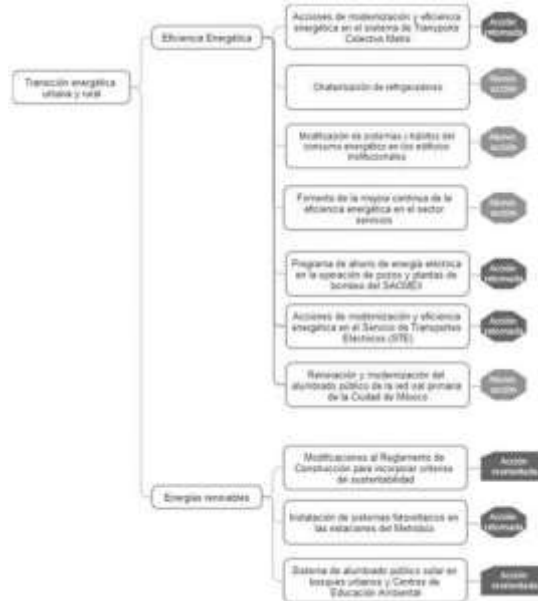 Acciones de modernización y eficiencia
energética en el sistema de Transporte
Colectivo Metro
Acción
retomada
Eficiencia Energética
Transición energética
urbana y rural
Chatarrización de refrigeradores
Nueva
acción
Modificación de sistemas y hábitos del
consumo energético en los edificios
institucionales
Nueva
acción
Fomento de la mejora continua de la
eficiencia energética en el sector
servicios
Nueva
acción
Programa de ahorro de energía eléctrica
en la operación de pozos y plantas de
bombeo del SACMEX
Acción
retomada
Acciones de modernización y eficiencia
energética en el Servicio de Transportes
Eléctricos (STE)
Acción
retomada
Renovación y modernización del
alumbrado público de la red vial primaria
de la Ciudad de México
Nueva
acción
Modificaciones al Reglamento de
Construcción para incorporar criterios
de sustentabilidad
Acción
Energías renovables
Instalación de sistemas fotovoltaicos en
las estaciones del Metrobús
Acción
retomada
Sistema de alumbrado público solar en
bosques urbanos y Centros de
Educación Ambiental
Acción